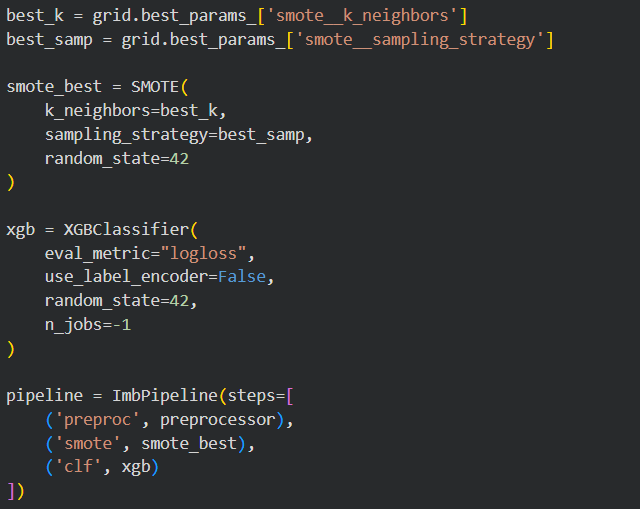 best_k = grid.best_params_['smote__k_neighbors']
best_samp = grid.best_params_['smote__sampling_strategy']

smote_best = SMOTE(
    k_neighbors=best_k,
    sampling_strategy=best_samp,
    random_state=42
)

xgb = XGBClassifier(
    eval_metric="logloss",
    use_label_encoder=False,
    random_state=42,
    n_jobs=-1
)

pipeline = ImbPipeline(steps=[
    ('preproc', preprocessor),
    ('smote', smote_best),
    ('clf', xgb)
])